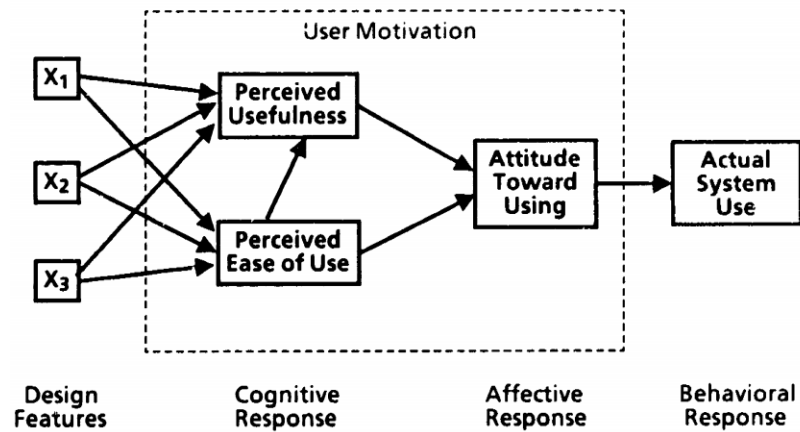 User Motivation
X1
Perceived
Usefulness
X2
Attitude
Toward
Using
Actual
System
Use
Perceived
Ease of Use
X3
Design
Features
Cognitive
Response
Affective
Response
Behavioral
Response